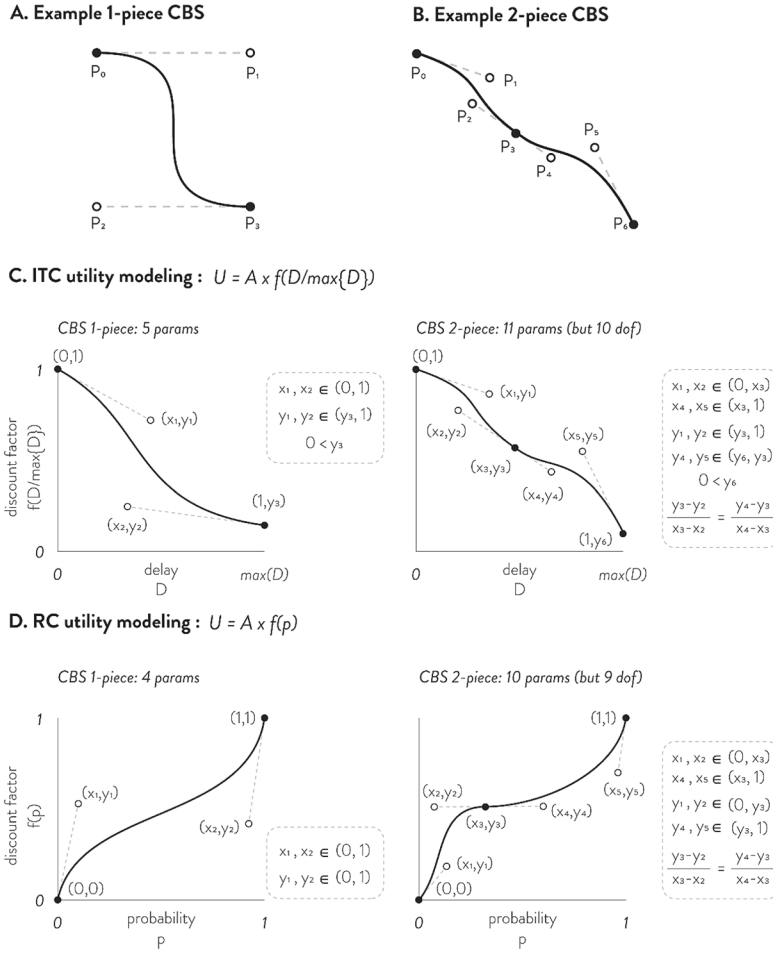 A. Example 1-piece CBS
P₀
P₁
P₂
P₃
B. Example 2-piece CBS
P₀
P₁
P₂
P₃
P₄
P₅
P₆
C. ITC utility modeling : U = A x f(D/max{D})
CBS 1-piece: 5 params
discount factor
f(D/max{D})
1
0
(0,1)
(x₁,y₁)
(x₂,y₂)
(1,y₃)
0
delay
D
max(D)
x₁ , x₂ ∈ (0, 1)
y₁ , y₂ ∈ (y₃, 1)
0 < y₃
CBS 2-piece: 11 params (but 10 dof)
(0,1)
(x₁,y₁)
(x₂,y₂)
(x₃,y₃)
(x₄,y₄)
(x₅,y₅)
(1,y₆)
0
delay
D
max(D)
x₁ , x₂ ∈ (0, x₃)
x₄ , x₅ ∈ (x₃, 1)
y₁ , y₂ ∈ (y₃, 1)
y₄ , y₅ ∈ (y₆, y₃)
0 < y₆
y₃-y₂ = y₄-y₃
x₃-x₂ x₄-x₃
D. RC utility modeling : U = A x f(p)
CBS 1-piece: 4 params
discount factor
f(p)
1
0
(1,1)
(x₁,y₁)
(x₂,y₂)
(0,0)
0
probability
p
1
x₁ , x₂ ∈ (0, 1)
y₁ , y₂ ∈ (0, 1)
CBS 2-piece: 10 params (but 9 dof)
(1,1)
(x₂,y₂)
(x₃,y₃)
(x₄,y₄)
(x₅,y₅)
(x₁,y₁)
(0,0)
0
probability
p
1
x₁ , x₂ ∈ (0, x₃)
x₄ , x₅ ∈ (x₃, 1)
y₁ , y₂ ∈ (0, y₃)
y₄ , y₅ ∈ (y₃, 1)
y₃-y₂ = y₄-y₃
x₃-x₂ x₄-x₃